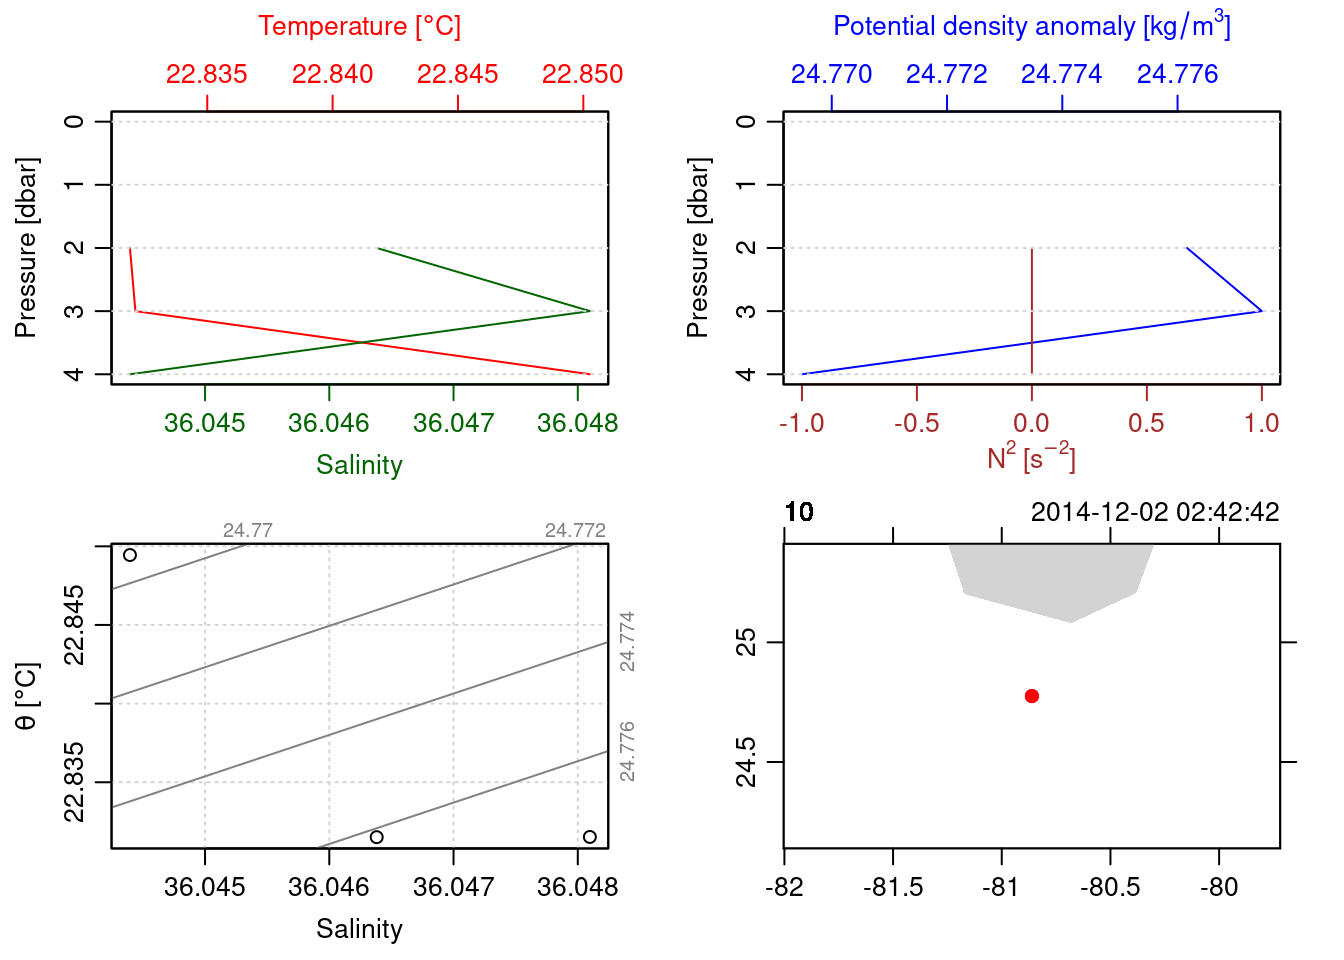 Temperature [°C]
22.835 22.840 22.845 22.850
0
1
2
3
4
Pressure [dbar]
36.045 36.046 36.047 36.048
Salinity
Potential density anomaly [kg/m³]
24.770 24.772 24.774 24.776
0
1
2
3
4
Pressure [dbar]
-1.0 -0.5 0.0 0.5 1.0
N² [s⁻²]
24.77 24.772
24.774
24.776
22.845
22.835
θ [°C]
36.045 36.046 36.047 36.048
Salinity
10 2014-12-02 02:42:42
25
24.5
-82 -81.5 -81 -80.5 -80